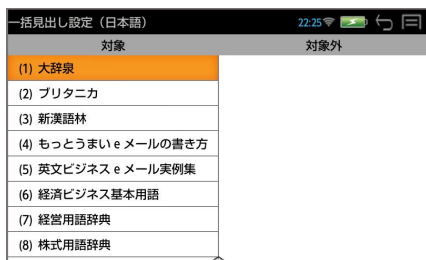 一括見出し設定（日本語）
22:25
対象
対象外
(1) 大辞泉
(2) ブリタニカ
(3) 新漢語林
(4) もっとうまい e メールの書き方
(5) 英文ビジネス e メール実例集
(6) 経済ビジネス基本用語
(7) 経営用語辞典
(8) 株式用語辞典